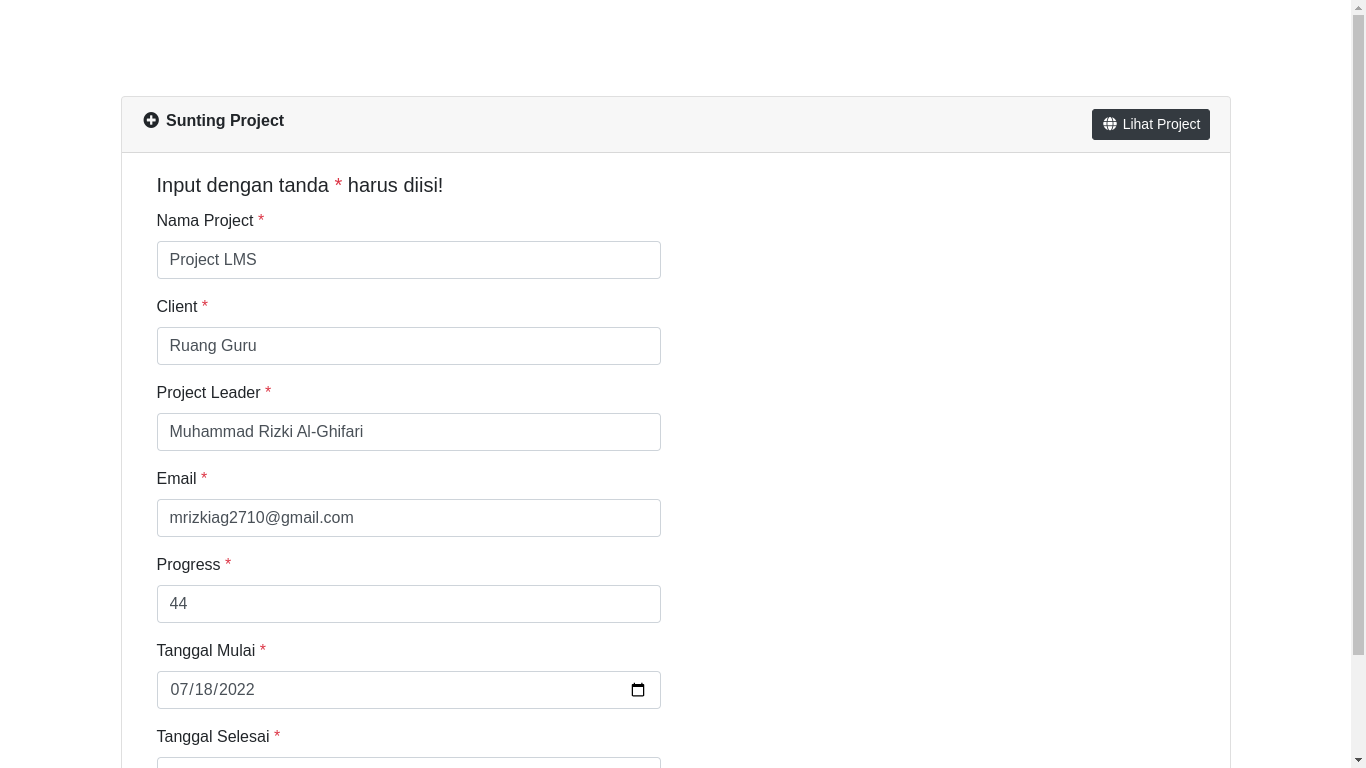 Sunting Project
Lihat Project
Input dengan tanda * harus diisi!
Nama Project *
Project LMS
Client *
Ruang Guru
Project Leader *
Muhammad Rizki Al-Ghifari
Email *
mrizkiag2710@gmail.com
Progress *
44
Tanggal Mulai *
07/18/2022
Tanggal Selesai *